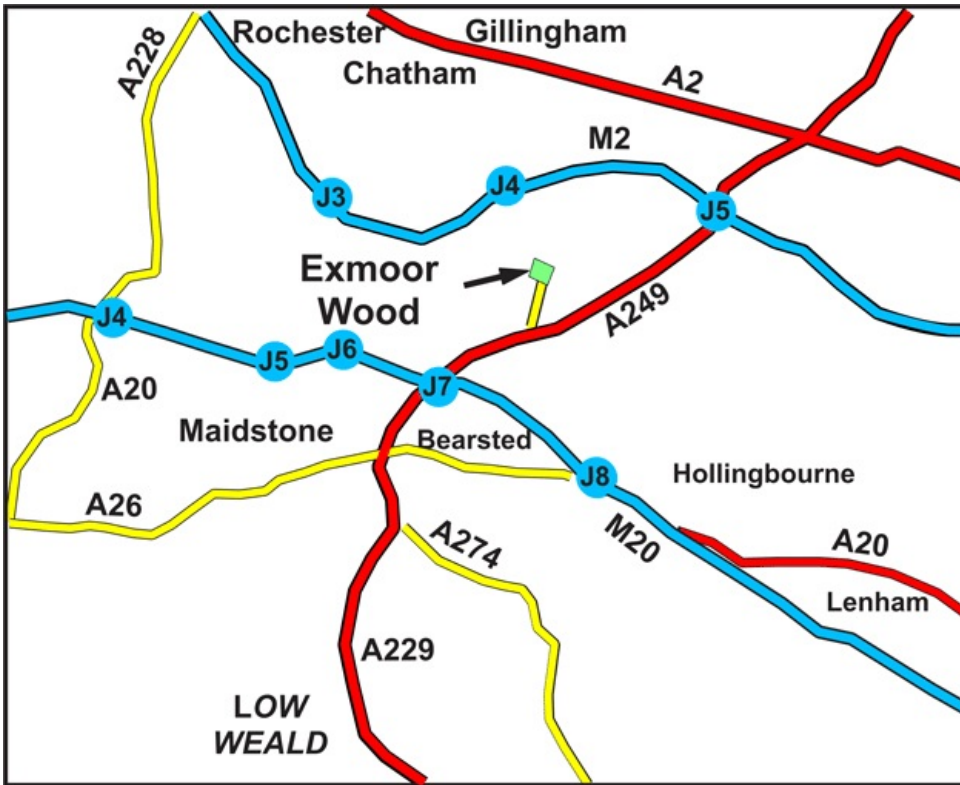 Rochester
Gillingham
A228
Chatham
A2
M2
J3
J4
J5
Exmoor
Wood
A249
J4
J5
J6
J7
A20
Maidstone
Bearsted
J8
Hollingbourne
A26
M20
A274
A20
Lenham
A229
LOW
WEALD